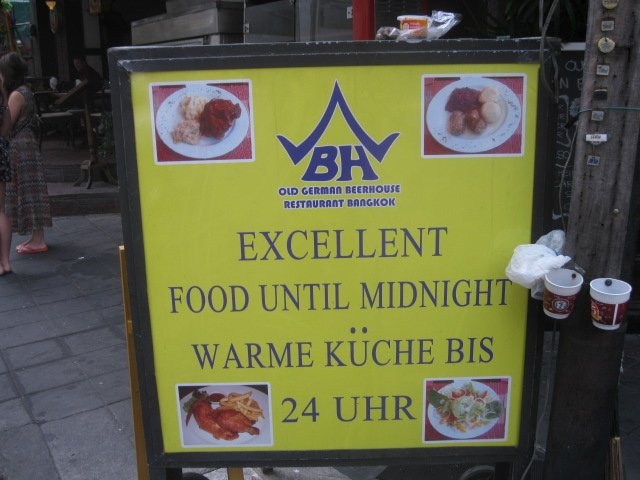 BH
OLD GERMAN BEERHOUSE
RESTAURANT BANGKOK
EXCELLENT
FOOD UNTIL MIDNIGHT
WARME KÜCHE BIS
24 UHR